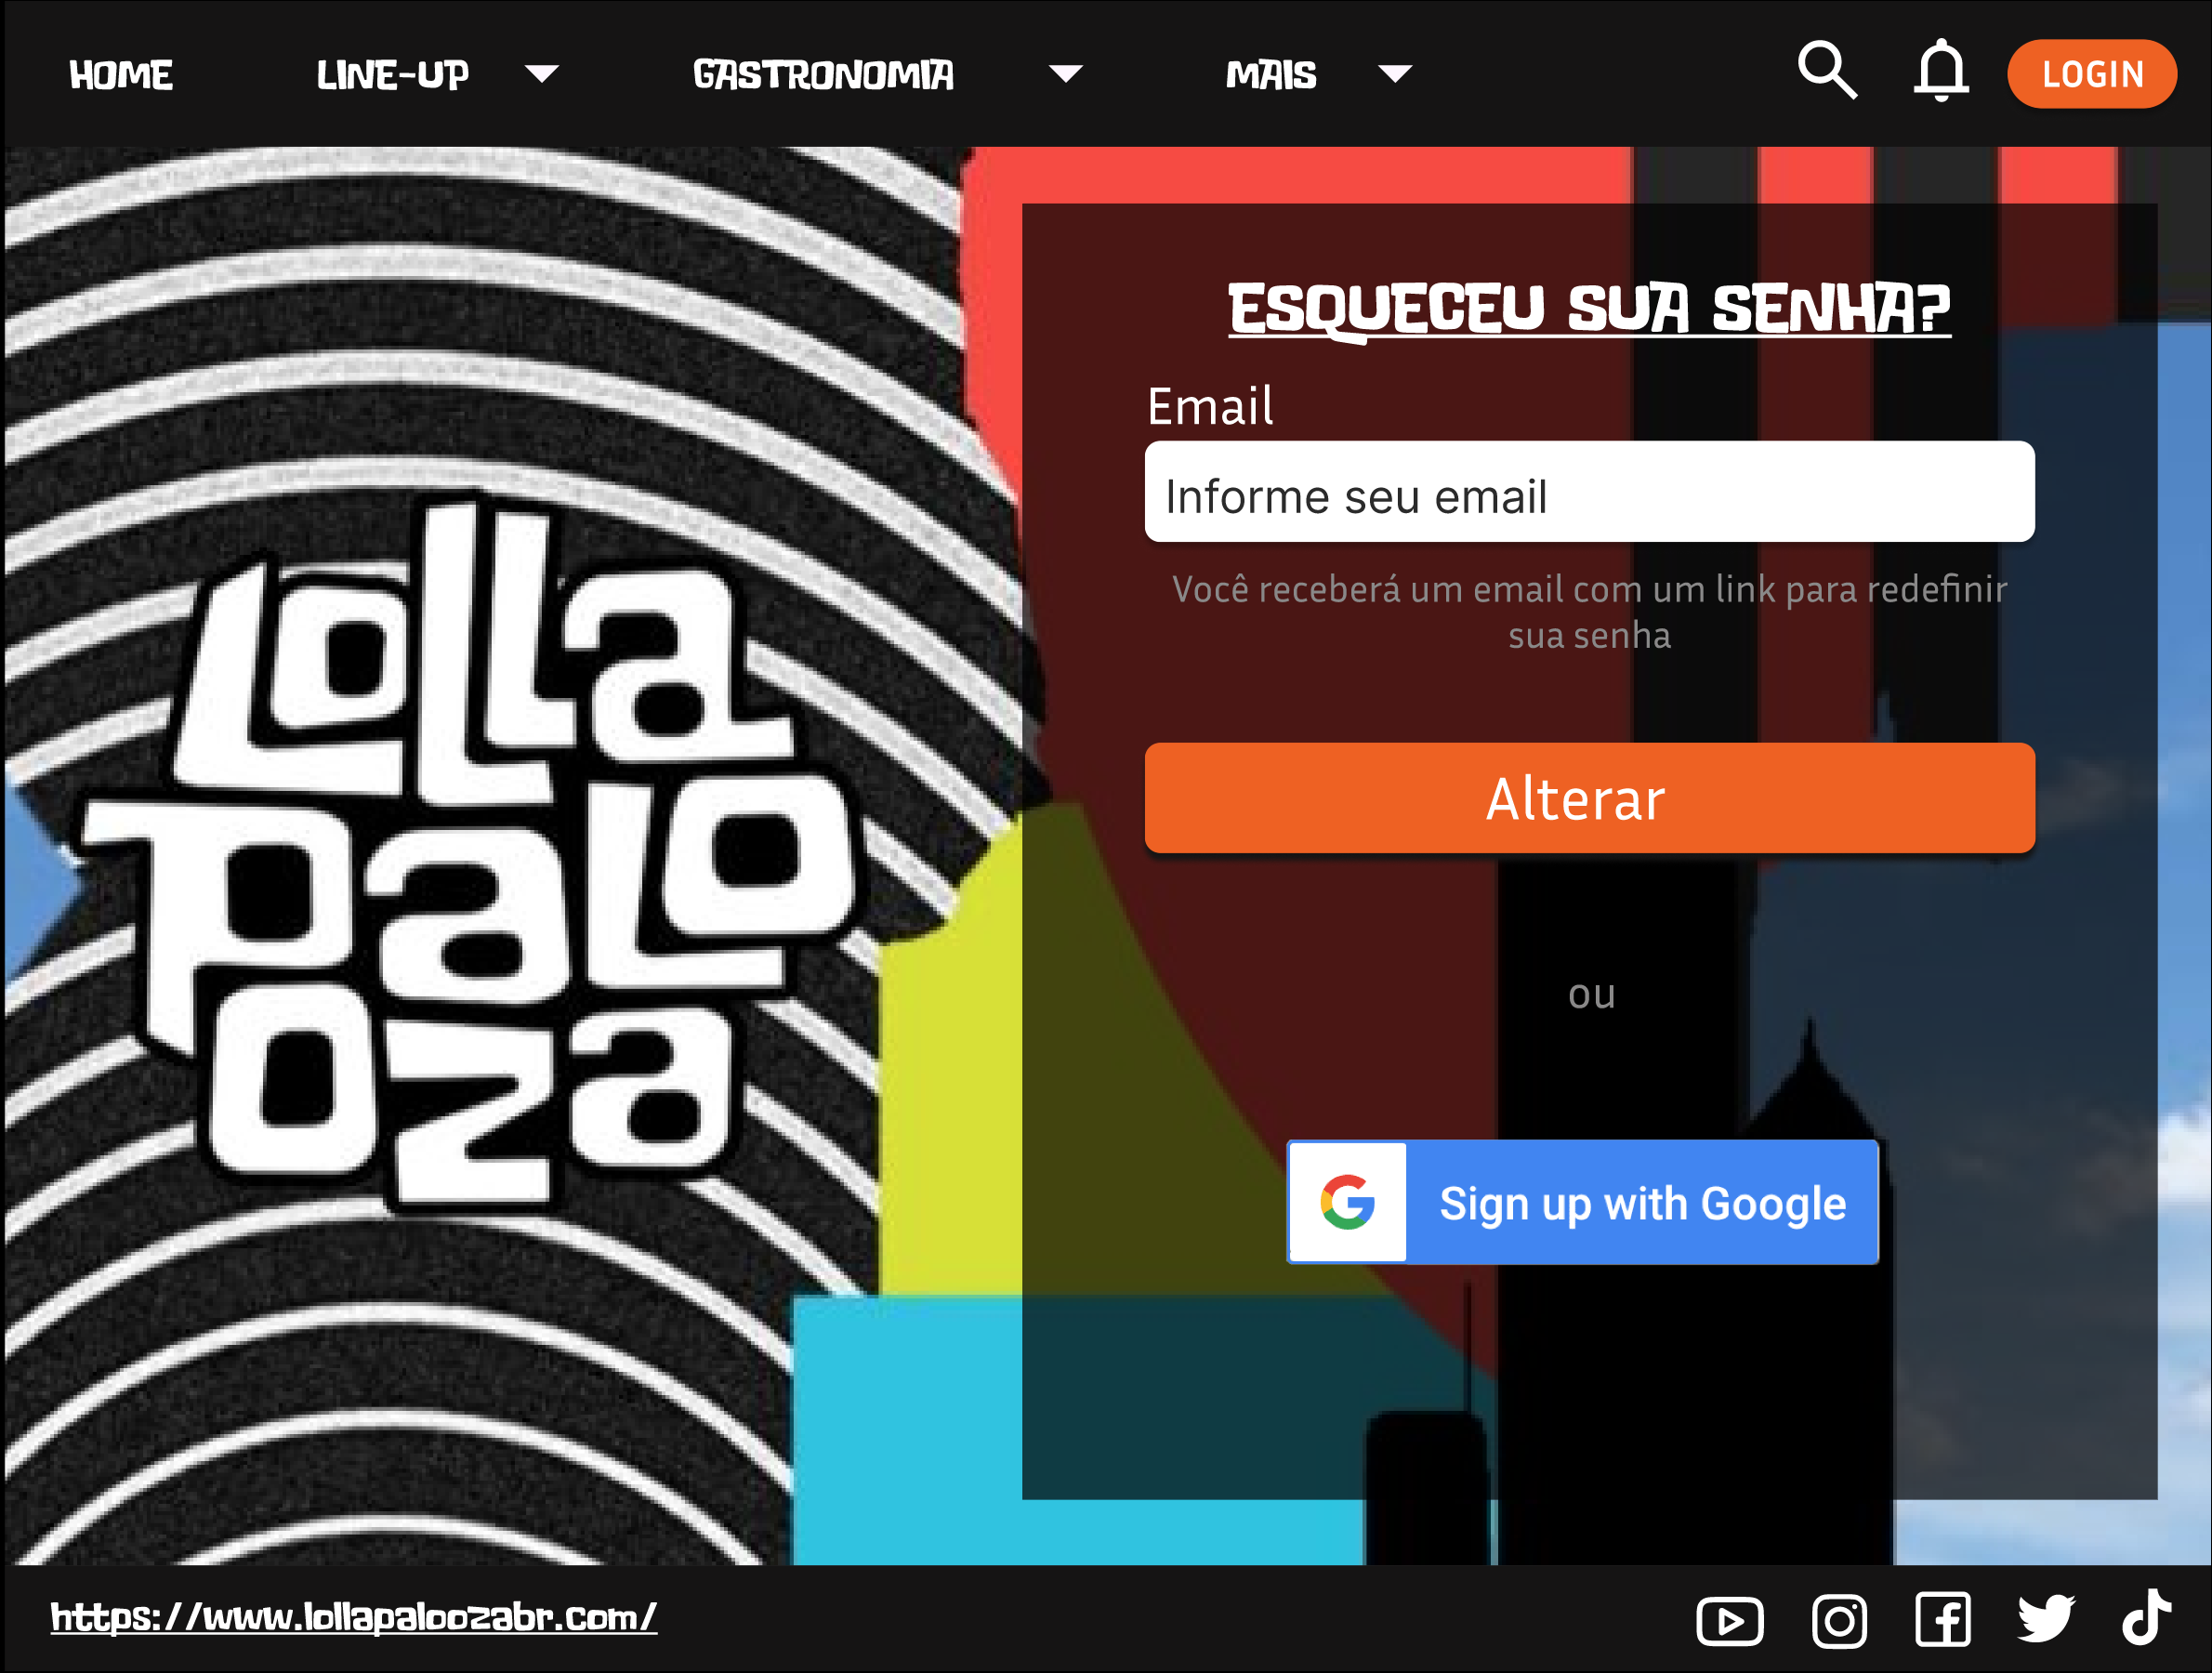 HOME LINE-UP GASTRONOMIA MAIS LOGIN
Lolla
Palo
oza
ESQUECEU SUA SENHA?
Email
Informe seu email
Você receberá um email com um link para redefinir
sua senha
Alterar
ou
Sign up with Google
https://www.lollapaloozabr.com/